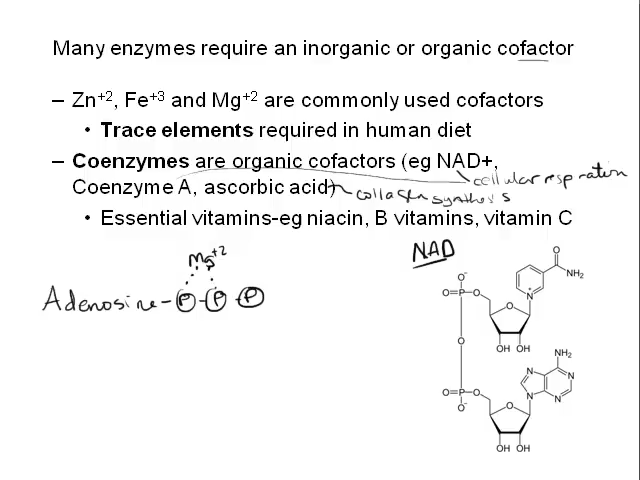 Many enzymes require an inorganic or organic cofactor
– Zn+2, Fe+3 and Mg+2 are commonly used cofactors
• Trace elements required in human diet
– Coenzymes are organic cofactors (eg NAD+,
cellular respiration
Coenzyme A, ascorbic acid)
collagen synthesis
• Essential vitamins-eg niacin, B vitamins, vitamin C
Mg+2
NAD
Adenosine - P - P - P
O
NH2
O-
O=P-O
O
N+
O-
OH OH
O
NH2
N
N
O
O=P-O
O-
O
N
N
OH OH